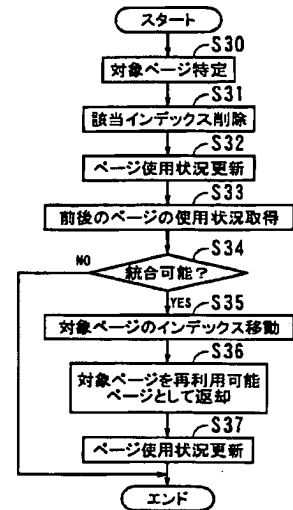 スタート
S30
対象ページ特定
S31
該当インデックス削除
S32
ページ使用状況更新
S33
前後のページの使用状況取得
S34
NO
統合可能?
YES
S35
対象ページのインデックス移動
S36
対象ページを再利用可能
ページとして返却
S37
ページ使用状況更新
エンド